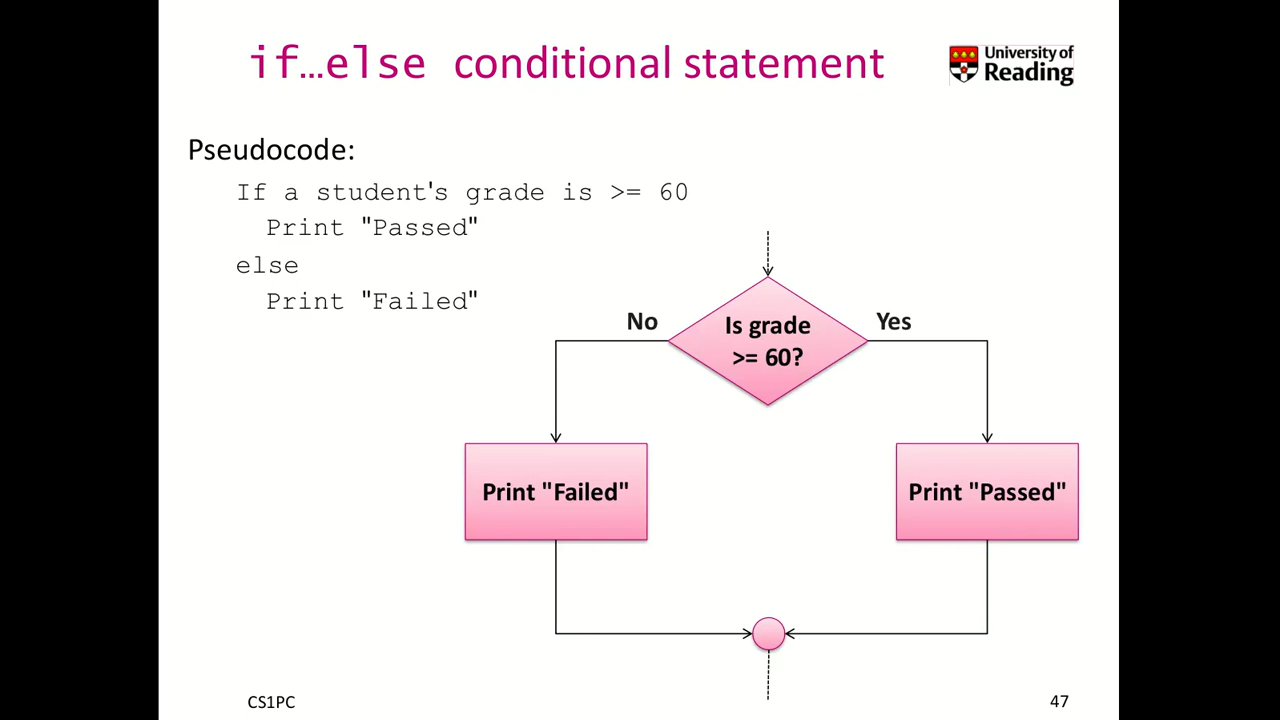 if…else conditional statement
University of
Reading
Pseudocode:
If a student's grade is >= 60
Print "Passed"
else
Print "Failed"
No
Is grade
>= 60?
Yes
Print "Failed"
Print "Passed"
CS1PC
47